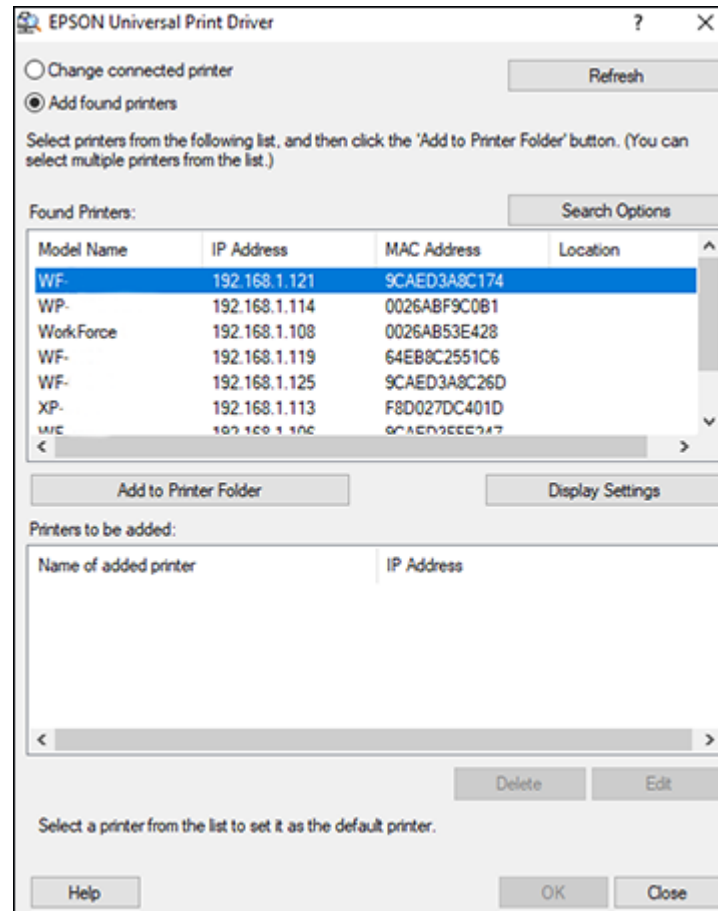 EPSON Universal Print Driver
Change connected printer
Refresh
Add found printers
Select printers from the following list, and then click the 'Add to Printer Folder' button. (You can
select multiple printers from the list.)
Found Printers:
Search Options
Model Name IP Address MAC Address Location
WF- 192.168.1.121 9CAED3A8C174
WP- 192.168.1.114 0026ABF9C0B1
WorkForce 192.168.1.108 0026AB53E428
WF- 192.168.1.119 64EB8C2551C6
WF- 192.168.1.125 9CAED3A8C26D
XP- 192.168.1.113 F8D027DC401D
WF- 192.168.1.106
Add to Printer Folder Display Settings
Printers to be added:
Name of added printer IP Address
Delete Edit
Select a printer from the list to set it as the default printer.
Help OK Close